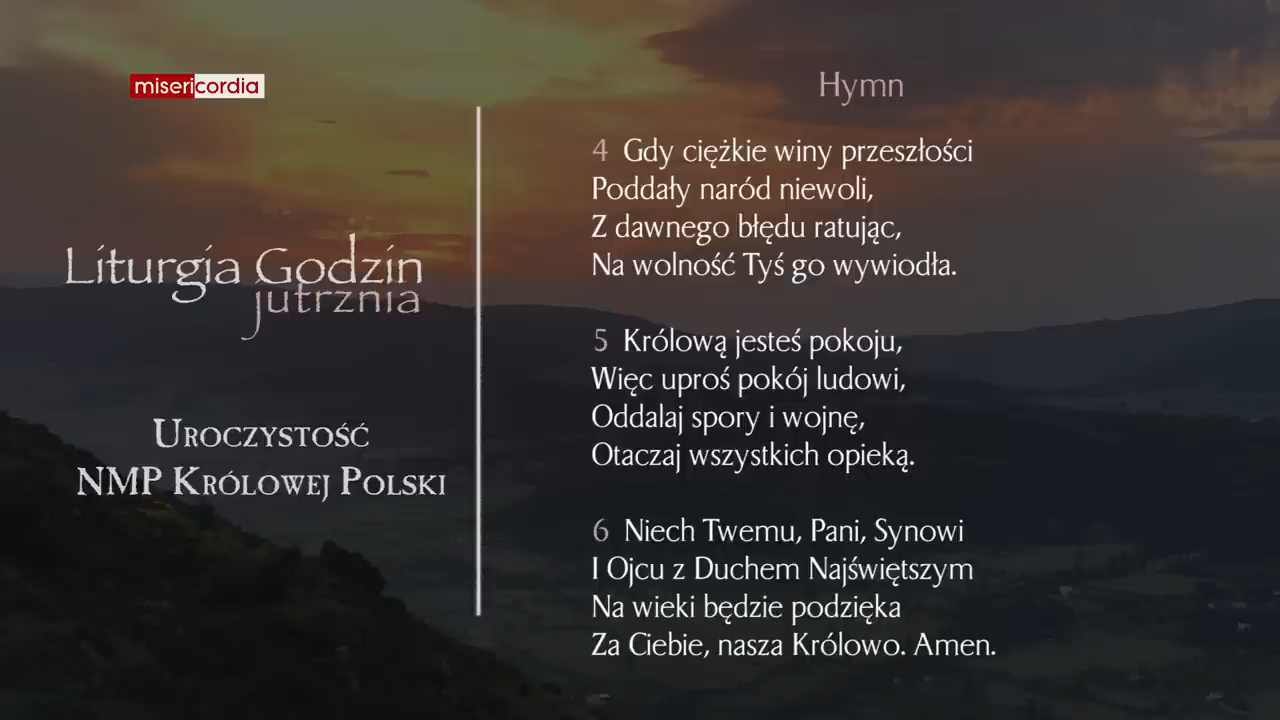 misericordia
Liturgia Godzin
jutrznia
Uroczystość
NMP Królowej Polski
Hymn
4 Gdy ciężkie winy przeszłości
Poddały naród niewoli,
Z dawnego błędu ratując,
Na wolność Tyś go wywiodła.
5 Królową jesteś pokoju,
Więc uproś pokój ludowi,
Oddalaj spory i wojnę,
Otaczaj wszystkich opieką.
6 Niech Twemu, Pani, Synowi
I Ojcu z Duchem Najświętszym
Na wieki będzie podzięka
Za Ciebie, nasza Królowo. Amen.